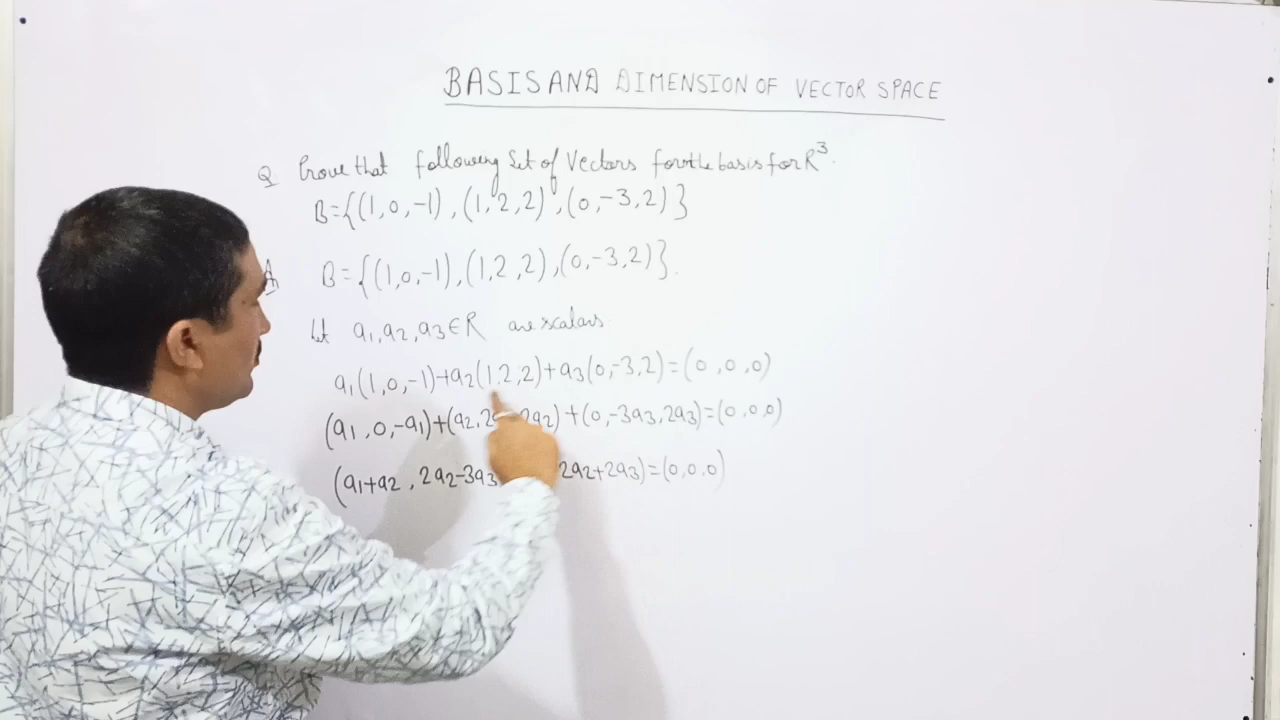 BASIS AND DIMENSION OF VECTOR SPACE
Q Prove that following set of vectors form the basis for R³.
B={(1,0,-1),(1,2,2),(0,-3,2)}
A B={(1,0,-1),(1,2,2),(0,-3,2)}.
let a₁,a₂,a₃∈R are scalars
a₁(1,0,-1)+a₂(1,2,2)+a₃(0,-3,2)=(0,0,0)
(a₁,0,-a₁)+(a₂,2 2a₂)+(0,-3a₃,2a₃)=(0,0,0)
(a₁+a₂,2a₂-3a₃ 2a₂+2a₃)=(0,0,0)